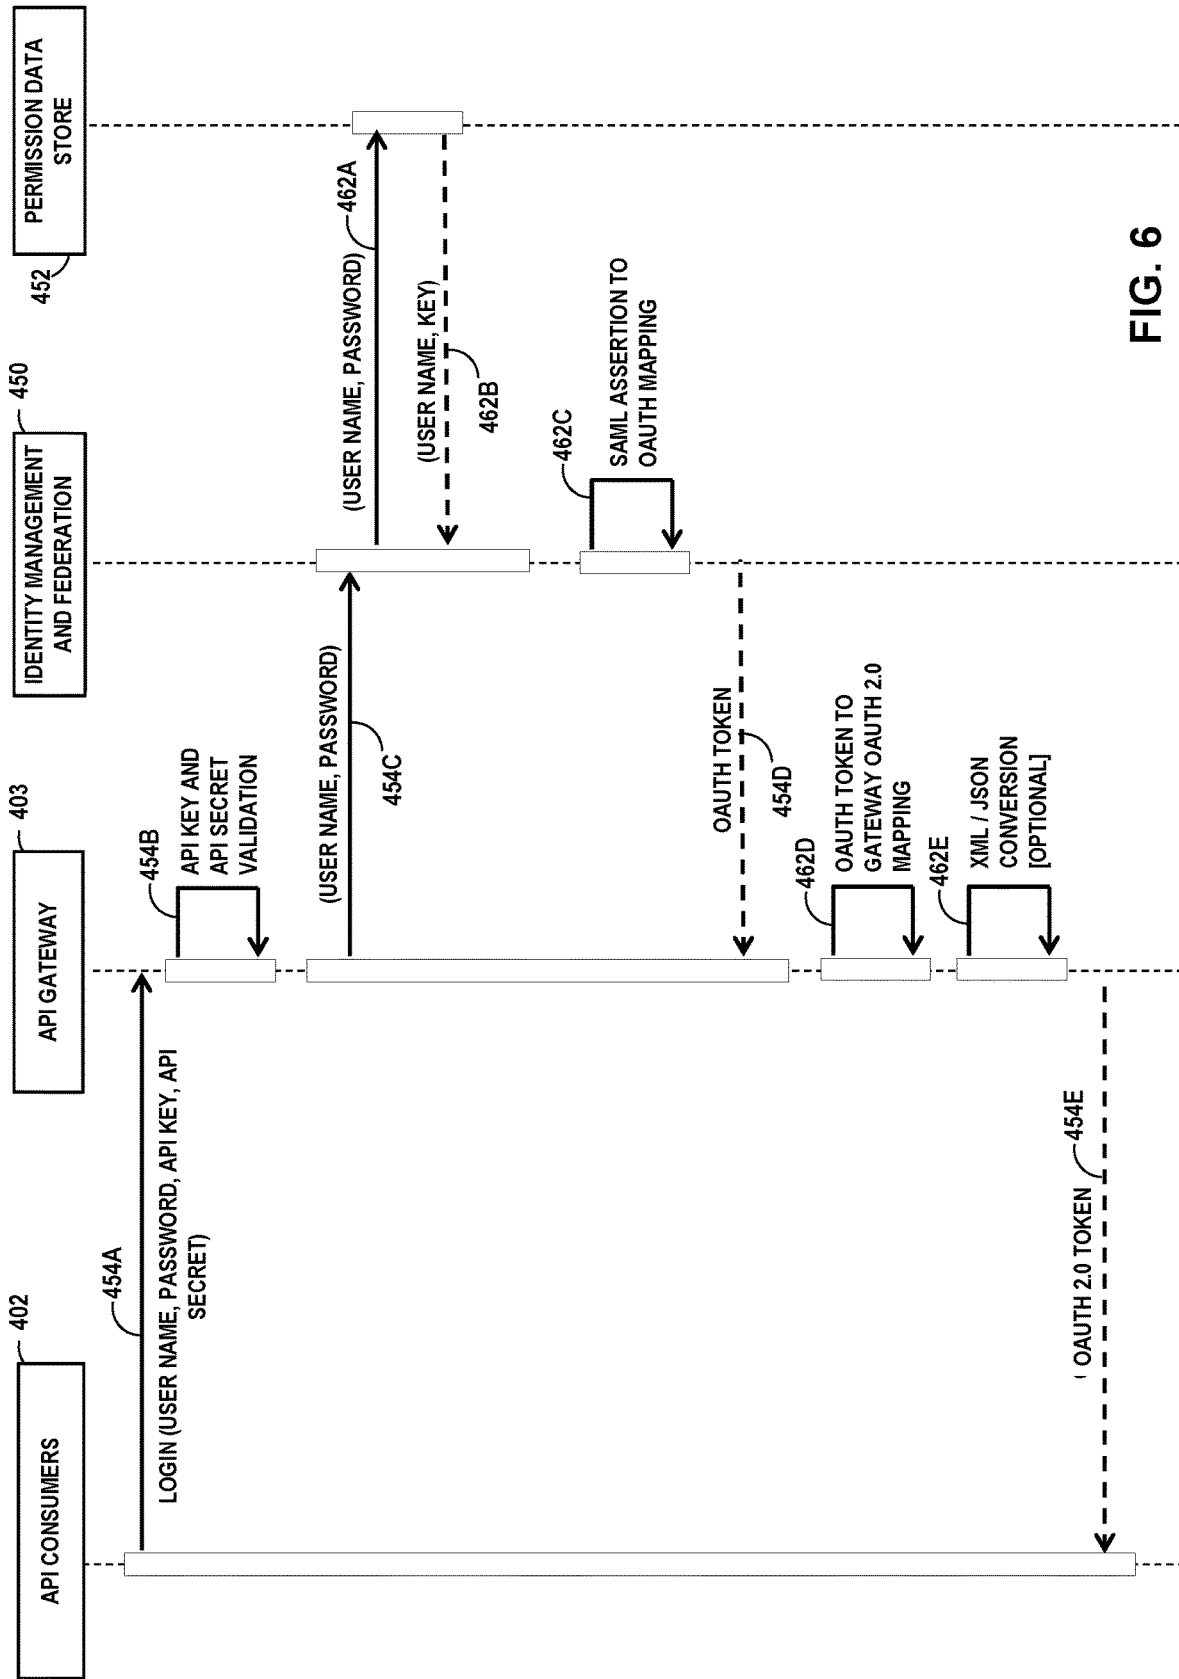 API CONSUMERS
402
API GATEWAY
403
IDENTITY MANAGEMENT
AND FEDERATION
450
PERMISSION DATA
STORE
452
454A
LOGIN (USER NAME, PASSWORD, API KEY, API
SECRET)
454B
API KEY AND
API SECRET
VALIDATION
(USER NAME, PASSWORD)
454C
(USER NAME, PASSWORD)
462A
(USER NAME, KEY)
462B
462C
SAML ASSERTION TO
OAUTH MAPPING
OAUTH TOKEN
454D
462D
OAUTH TOKEN TO
GATEWAY OAUTH 2.0
MAPPING
462E
XML / JSON
CONVERSION
[OPTIONAL]
( OAUTH 2.0 TOKEN
454E
FIG. 6